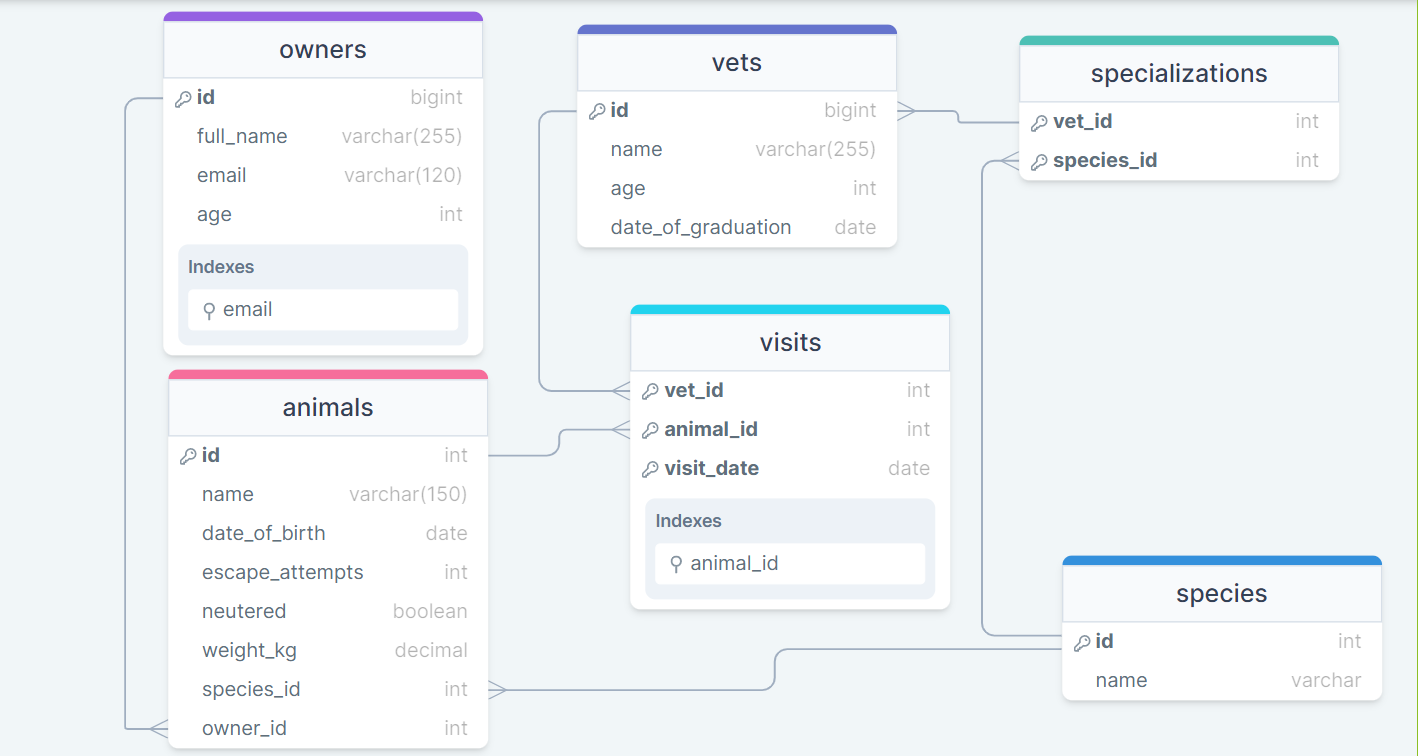 owners
id bigint
full_name varchar(255)
email varchar(120)
age int
Indexes
email
animals
id int
name varchar(150)
date_of_birth date
escape_attempts int
neutered boolean
weight_kg decimal
species_id int
owner_id int
vets
id bigint
name varchar(255)
age int
date_of_graduation date
visits
vet_id int
animal_id int
visit_date date
Indexes
animal_id
specializations
vet_id int
species_id int
species
id int
name varchar